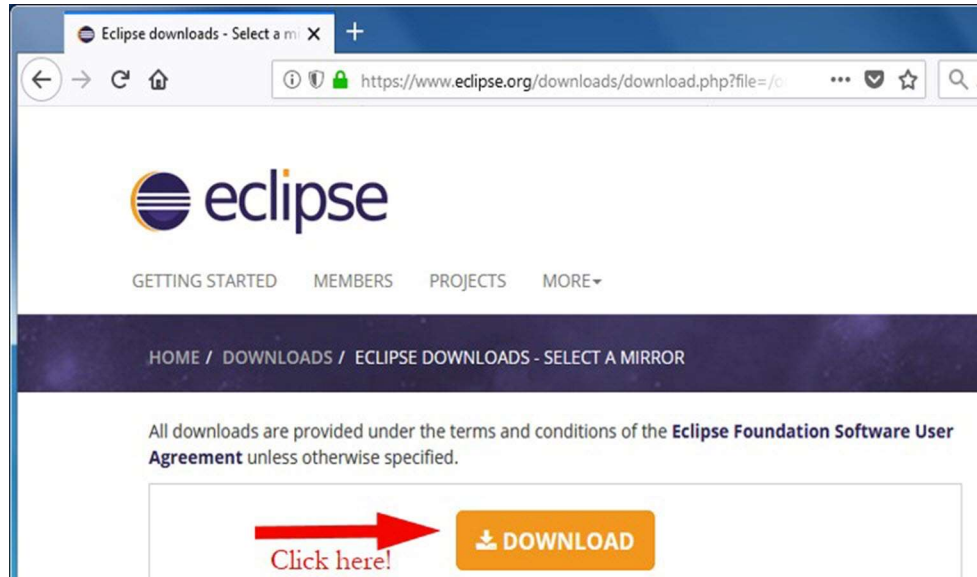 Eclipse downloads - Select a m
https://www.eclipse.org/downloads/download.php?file=/
eclipse
GETTING STARTED MEMBERS PROJECTS MORE
HOME / DOWNLOADS / ECLIPSE DOWNLOADS - SELECT A MIRROR
All downloads are provided under the terms and conditions of the Eclipse Foundation Software User
Agreement unless otherwise specified.
DOWNLOAD
Click here!